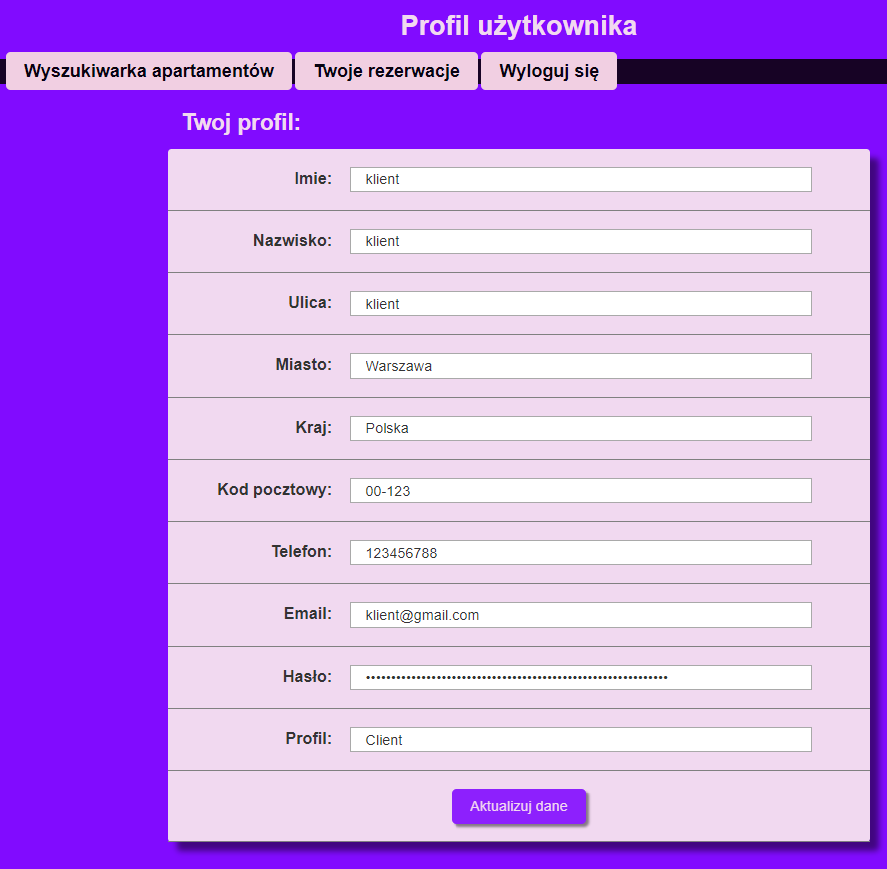 Profil użytkownika
Wyszukiwarka apartamentów Twoje rezerwacje Wyloguj się
Twoj profil:
Imie: klient
Nazwisko: klient
Ulica: klient
Miasto: Warszawa
Kraj: Polska
Kod pocztowy: 00-123
Telefon: 123456788
Email: klient@gmail.com
Hasło: ••••••••••••••••••••••••••••••••••••••••••••••••••••••••••••
Profil: Client
Aktualizuj dane